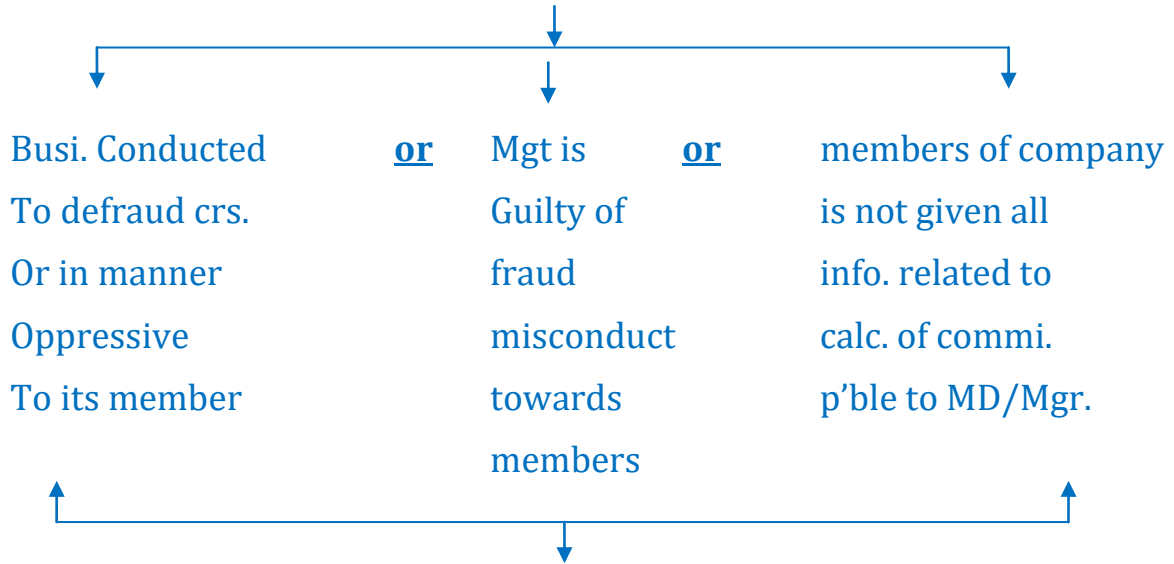 Busi. Conducted or Mgt is or members of company
To defraud crs. Guilty of is not given all
Or in manner fraud info. related to
Oppressive misconduct calc. of commi.
To its member towards p'ble to MD/Mgr.
members